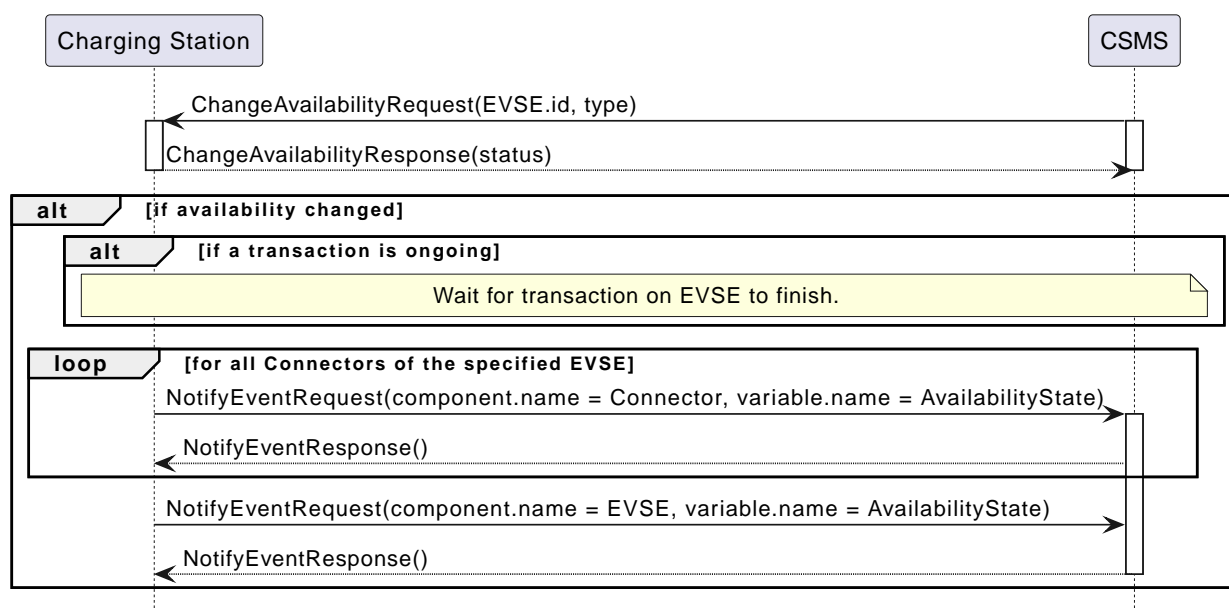 Charging Station
CSMS
ChangeAvailabilityRequest(EVSE.id, type)
ChangeAvailabilityResponse(status)
alt
[if availability changed]
alt
[if a transaction is ongoing]
Wait for transaction on EVSE to finish.
loop
[for all Connectors of the specified EVSE]
NotifyEventRequest(component.name = Connector, variable.name = AvailabilityState)
NotifyEventResponse()
NotifyEventRequest(component.name = EVSE, variable.name = AvailabilityState)
NotifyEventResponse()